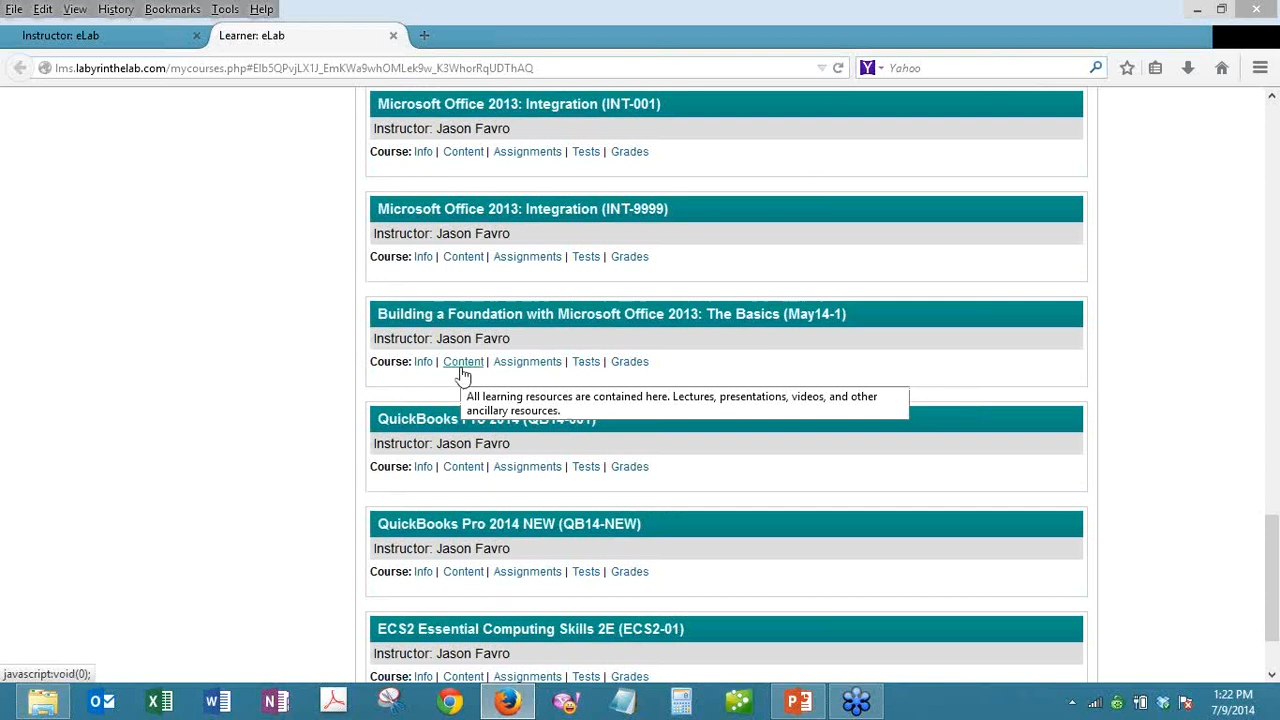 File Edit View History Bookmarks Tools Help
Instructor: eLab × Learner: eLab × +
lms.labyrinthelab.com/mycourses.php#EIb5QPvjLX1J_EmKWa9whOMLek9w_K3WhorRqUDThAQ Yahoo
Microsoft Office 2013: Integration (INT-001)
Instructor: Jason Favro
Course: Info | Content | Assignments | Tests | Grades
Microsoft Office 2013: Integration (INT-9999)
Instructor: Jason Favro
Course: Info | Content | Assignments | Tests | Grades
Building a Foundation with Microsoft Office 2013: The Basics (May14-1)
Instructor: Jason Favro
Course: Info | Content | Assignments | Tests | Grades
All learning resources are contained here. Lectures, presentations, videos, and other
ancillary resources.
QuickBooks Pro 2014 (QB14-001)
Instructor: Jason Favro
Course: Info | Content | Assignments | Tests | Grades
QuickBooks Pro 2014 NEW (QB14-NEW)
Instructor: Jason Favro
Course: Info | Content | Assignments | Tests | Grades
ECS2 Essential Computing Skills 2E (ECS2-01)
Instructor: Jason Favro
Course: Info | Content | Assignments | Tests | Grades
javascript:void(0);
1:22 PM
7/9/2014